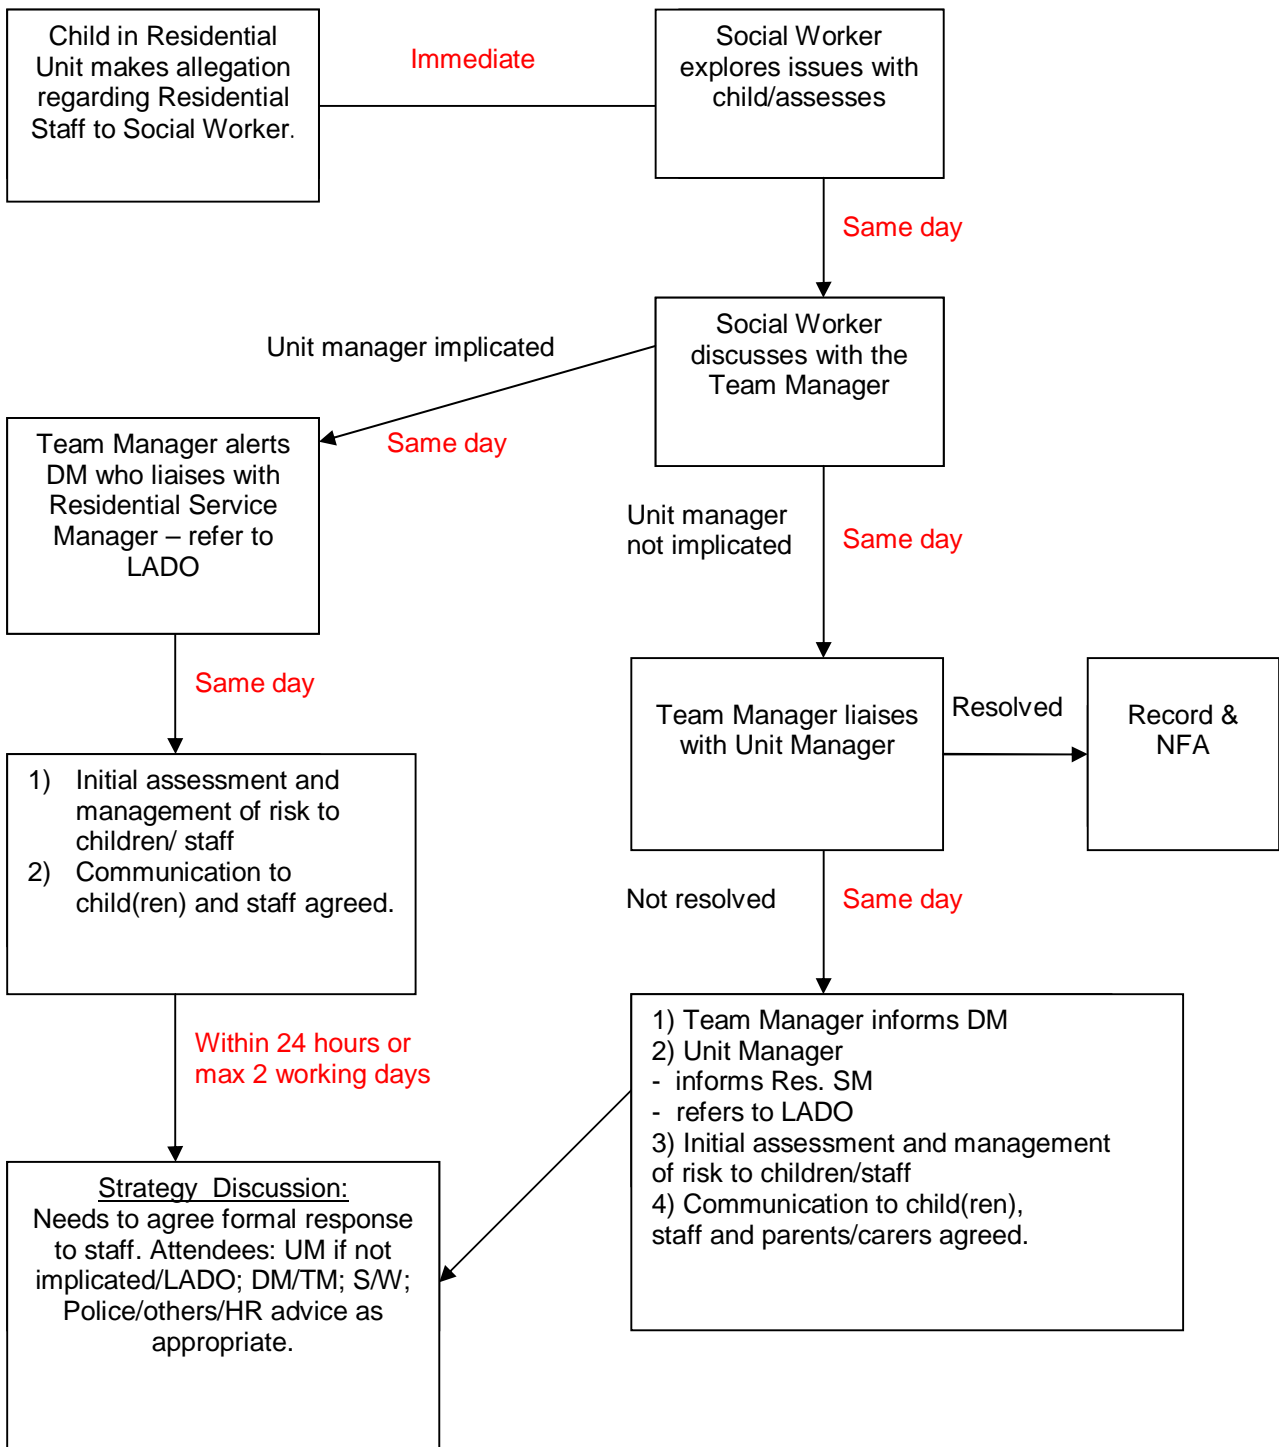 Child in Residential
Unit makes allegation
regarding Residential
Staff to Social Worker.
Immediate
Social Worker
explores issues with
child/assesses
Same day
Social Worker
discusses with the
Team Manager
Unit manager implicated
Same day
Team Manager alerts
DM who liaises with
Residential Service
Manager – refer to
LADO
Unit manager
not implicated
Same day
Same day
Team Manager liaises
with Unit Manager
Resolved
Record &
NFA
1) Initial assessment and
management of risk to
children/ staff
2) Communication to
child(ren) and staff agreed.
Not resolved
Same day
Within 24 hours or
max 2 working days
1) Team Manager informs DM
2) Unit Manager
- informs Res. SM
- refers to LADO
3) Initial assessment and management
of risk to children/staff
4) Communication to child(ren),
staff and parents/carers agreed.
Strategy Discussion:
Needs to agree formal response
to staff. Attendees: UM if not
implicated/LADO; DM/TM; S/W;
Police/others/HR advice as
appropriate.